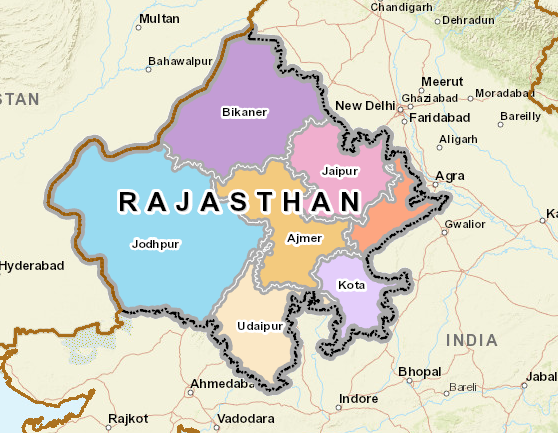 Chandigarh
Multan
Dehradun
Bahawalpur
STAN
Meerut
Moradabad
New Delhi
Ghaziabad
Bikaner
Faridabad
Bareilly
Aligarh
Jaipur
Agra
RAJASTHAN
Gwalior
Ka
Jodhpur
Ajmer
Hyderabad
Kota
Udaipur
INDIA
Ahmedaba
Bhopal
Jabal
Bareli
Indore
Rajkot
Vadodara